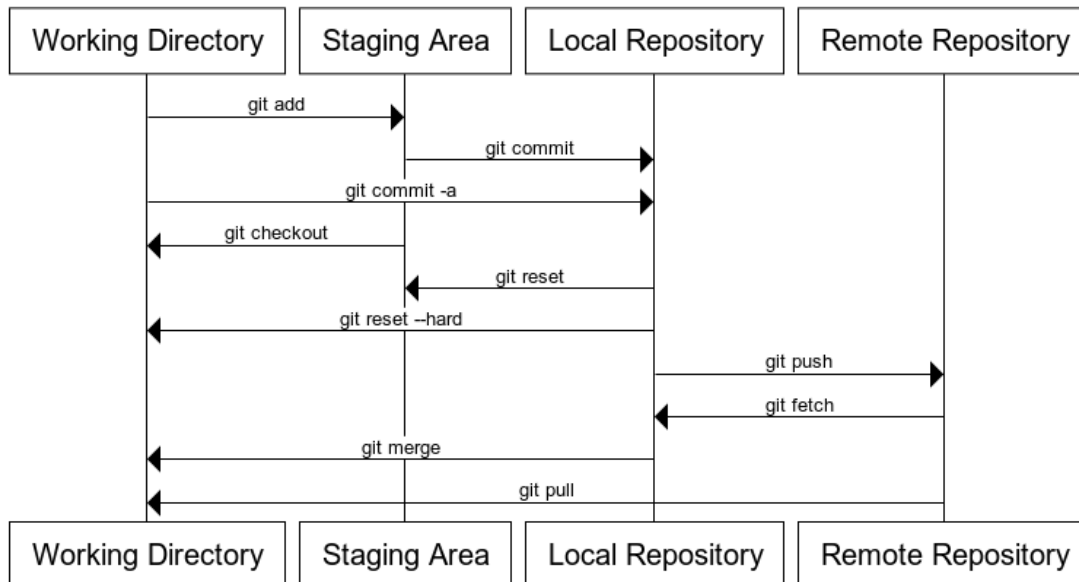 Working Directory
Staging Area
Local Repository
Remote Repository
git add
git commit
git commit -a
git checkout
git reset
git reset --hard
git push
git fetch
git merge
git pull
Working Directory
Staging Area
Local Repository
Remote Repository